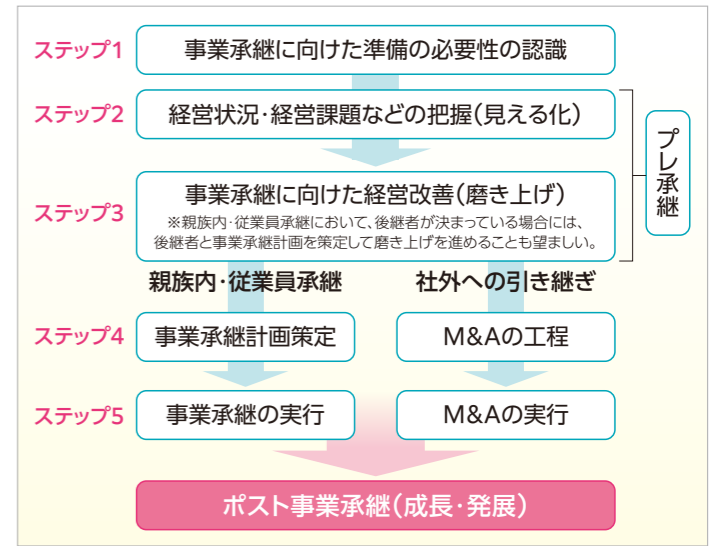 ステップ1
事業承継に向けた準備の必要性の認識
ステップ2
経営状況・経営課題などの把握(見える化)
プレ承継
ステップ3
事業承継に向けた経営改善(磨き上げ)
※親族内・従業員承継において、後継者が決まっている場合には、
後継者と事業承継計画を策定して磨き上げを進めることも望ましい。
親族内・従業員承継
社外への引き継ぎ
ステップ4
事業承継計画策定
M&Aの工程
ステップ5
事業承継の実行
M&Aの実行
ポスト事業承継(成長・発展)